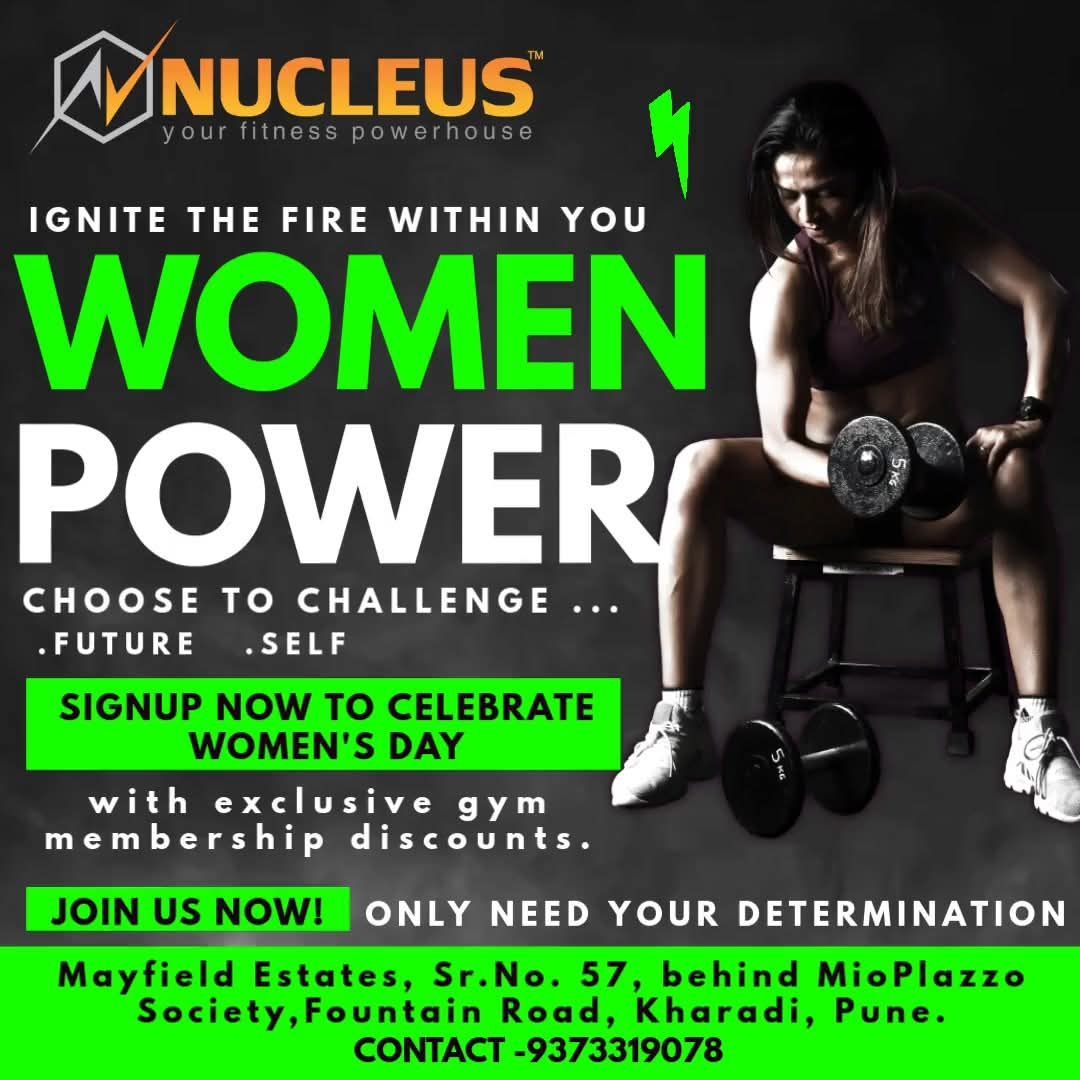 NUCLEUS™
your fitness powerhouse
IGNITE THE FIRE WITHIN YOU
WOMEN
POWER
CHOOSE TO CHALLENGE ...
.FUTURE .SELF
SIGNUP NOW TO CELEBRATE
WOMEN'S DAY
with exclusive gym
membership discounts.
JOIN US NOW! ONLY NEED YOUR DETERMINATION
Mayfield Estates, Sr.No. 57, behind MioPlazzo
Society,Fountain Road, Kharadi, Pune.
CONTACT -9373319078
5 KG
5 KG